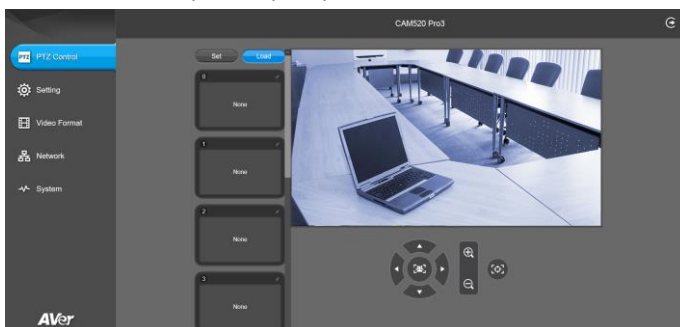 CAM520 Pro3
PTZ PTZ Control
Setting
Video Format
Network
System
AVer
Set Load
0
None
1
None
2
None
3
None